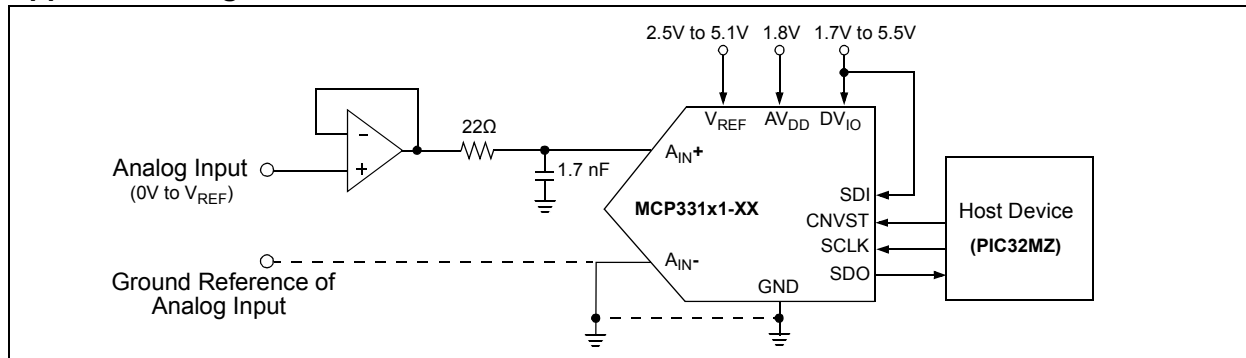 2.5V to 5.1V 1.8V 1.7V to 5.5V
VREF AVDD DVIO
22Ω
-
+
AIN+
Analog Input
(0V to VREF)
1.7 nF
SDI
MCP331x1-XX
CNVST
SCLK
SDO
Host Device
(PIC32MZ)
AIN-
Ground Reference of
Analog Input
GND